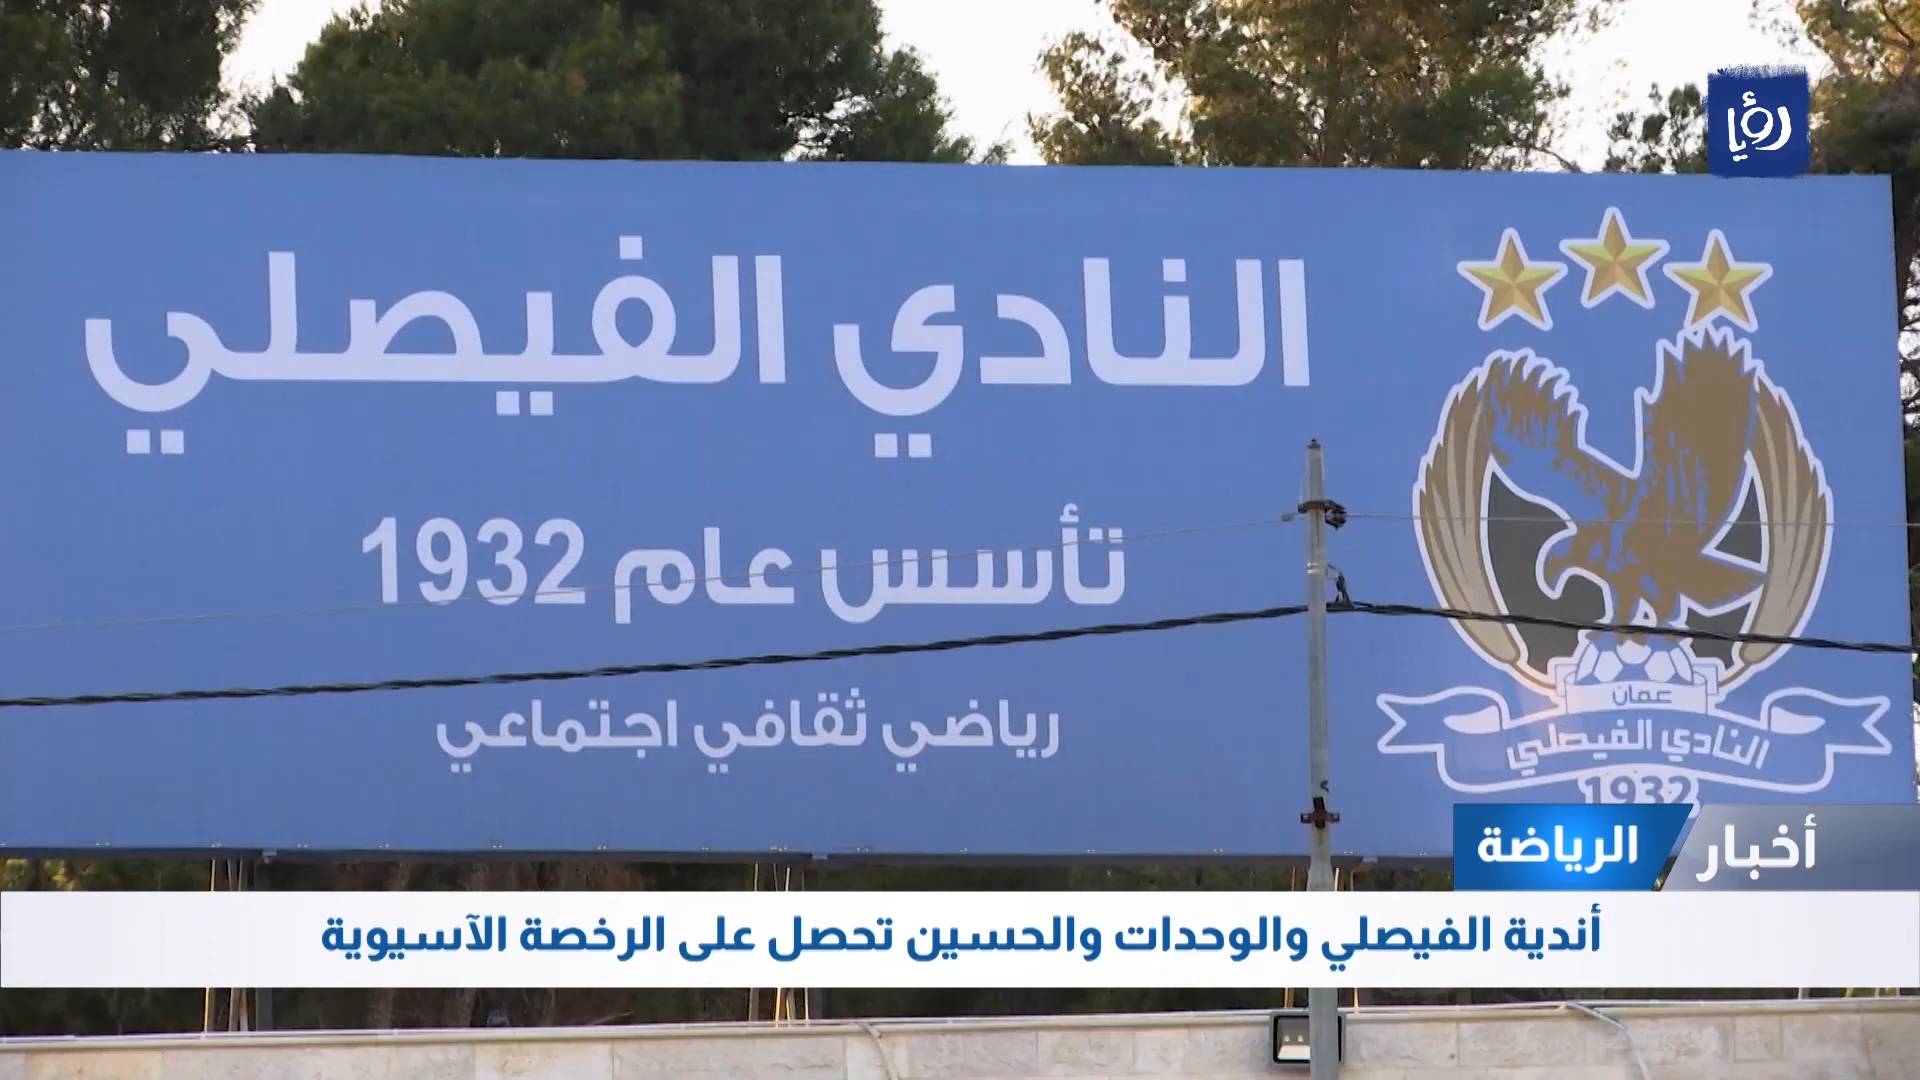 رؤيا
النادي الفيصلي
تأسس عام 1932
رياضي ثقافي اجتماعي
عمان
النادي الفيصلي
1932
أخبار الرياضة
أندية الفيصلي والوحدات والحسين تحصل على الرخصة الآسيوية